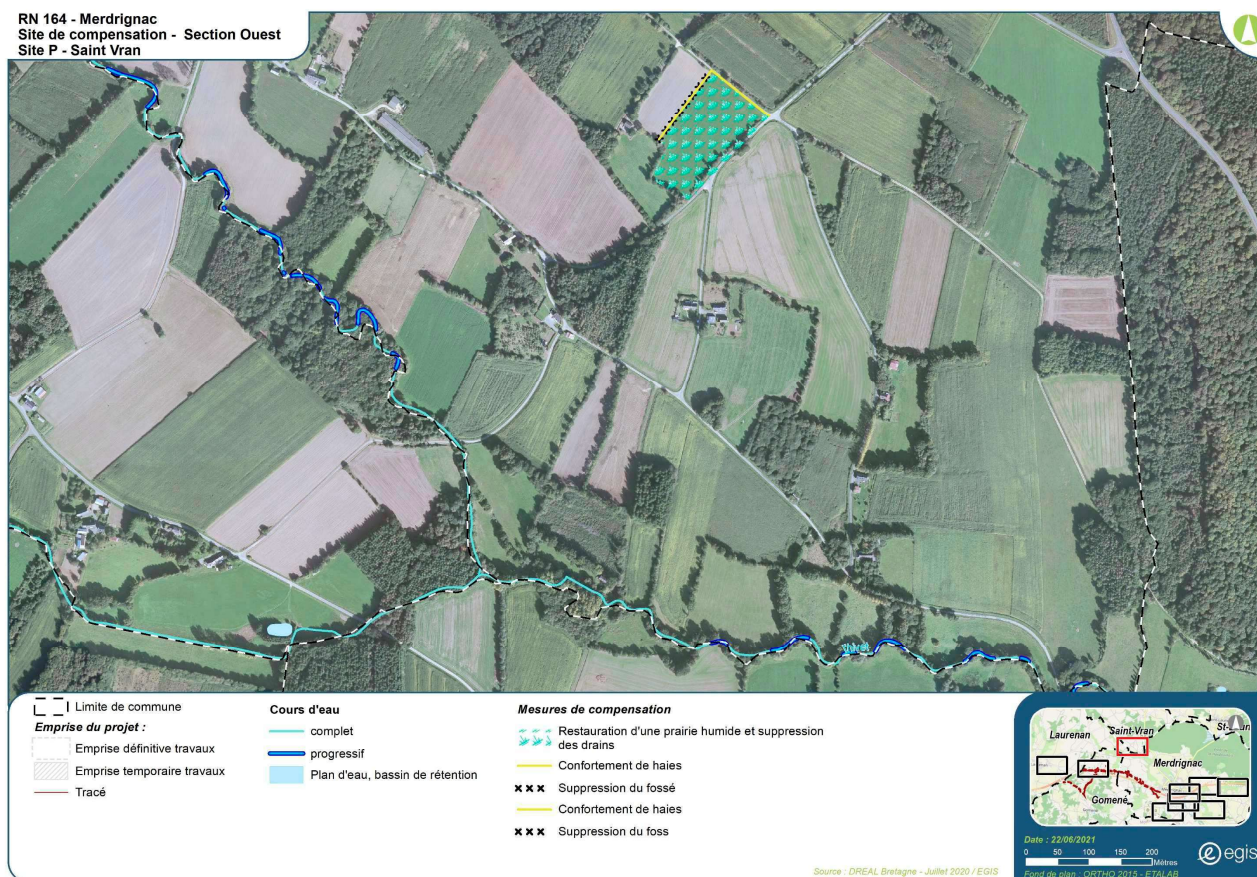 RN 164 - Merdrignac
Site de compensation - Section Ouest
Site P - Saint Vran
Limite de commune
Emprise du projet :
Emprise définitive travaux
Emprise temporaire travaux
Tracé
Cours d'eau
complet
progressif
Plan d'eau, bassin de rétention
Mesures de compensation
Restauration d'une prairie humide et suppression
des drains
Confortement de haies
Suppression du fossé
Confortement de haies
Suppression du foss
Laurenan
Saint-Vran
Merdrignac
Gomené
Date : 22/06/2021
0 50 100 150 200
Mètres
egis
Fond de plan : ORTHO 2015 - ETALAB
Source : DREAL Bretagne - Juillet 2020 / EGIS